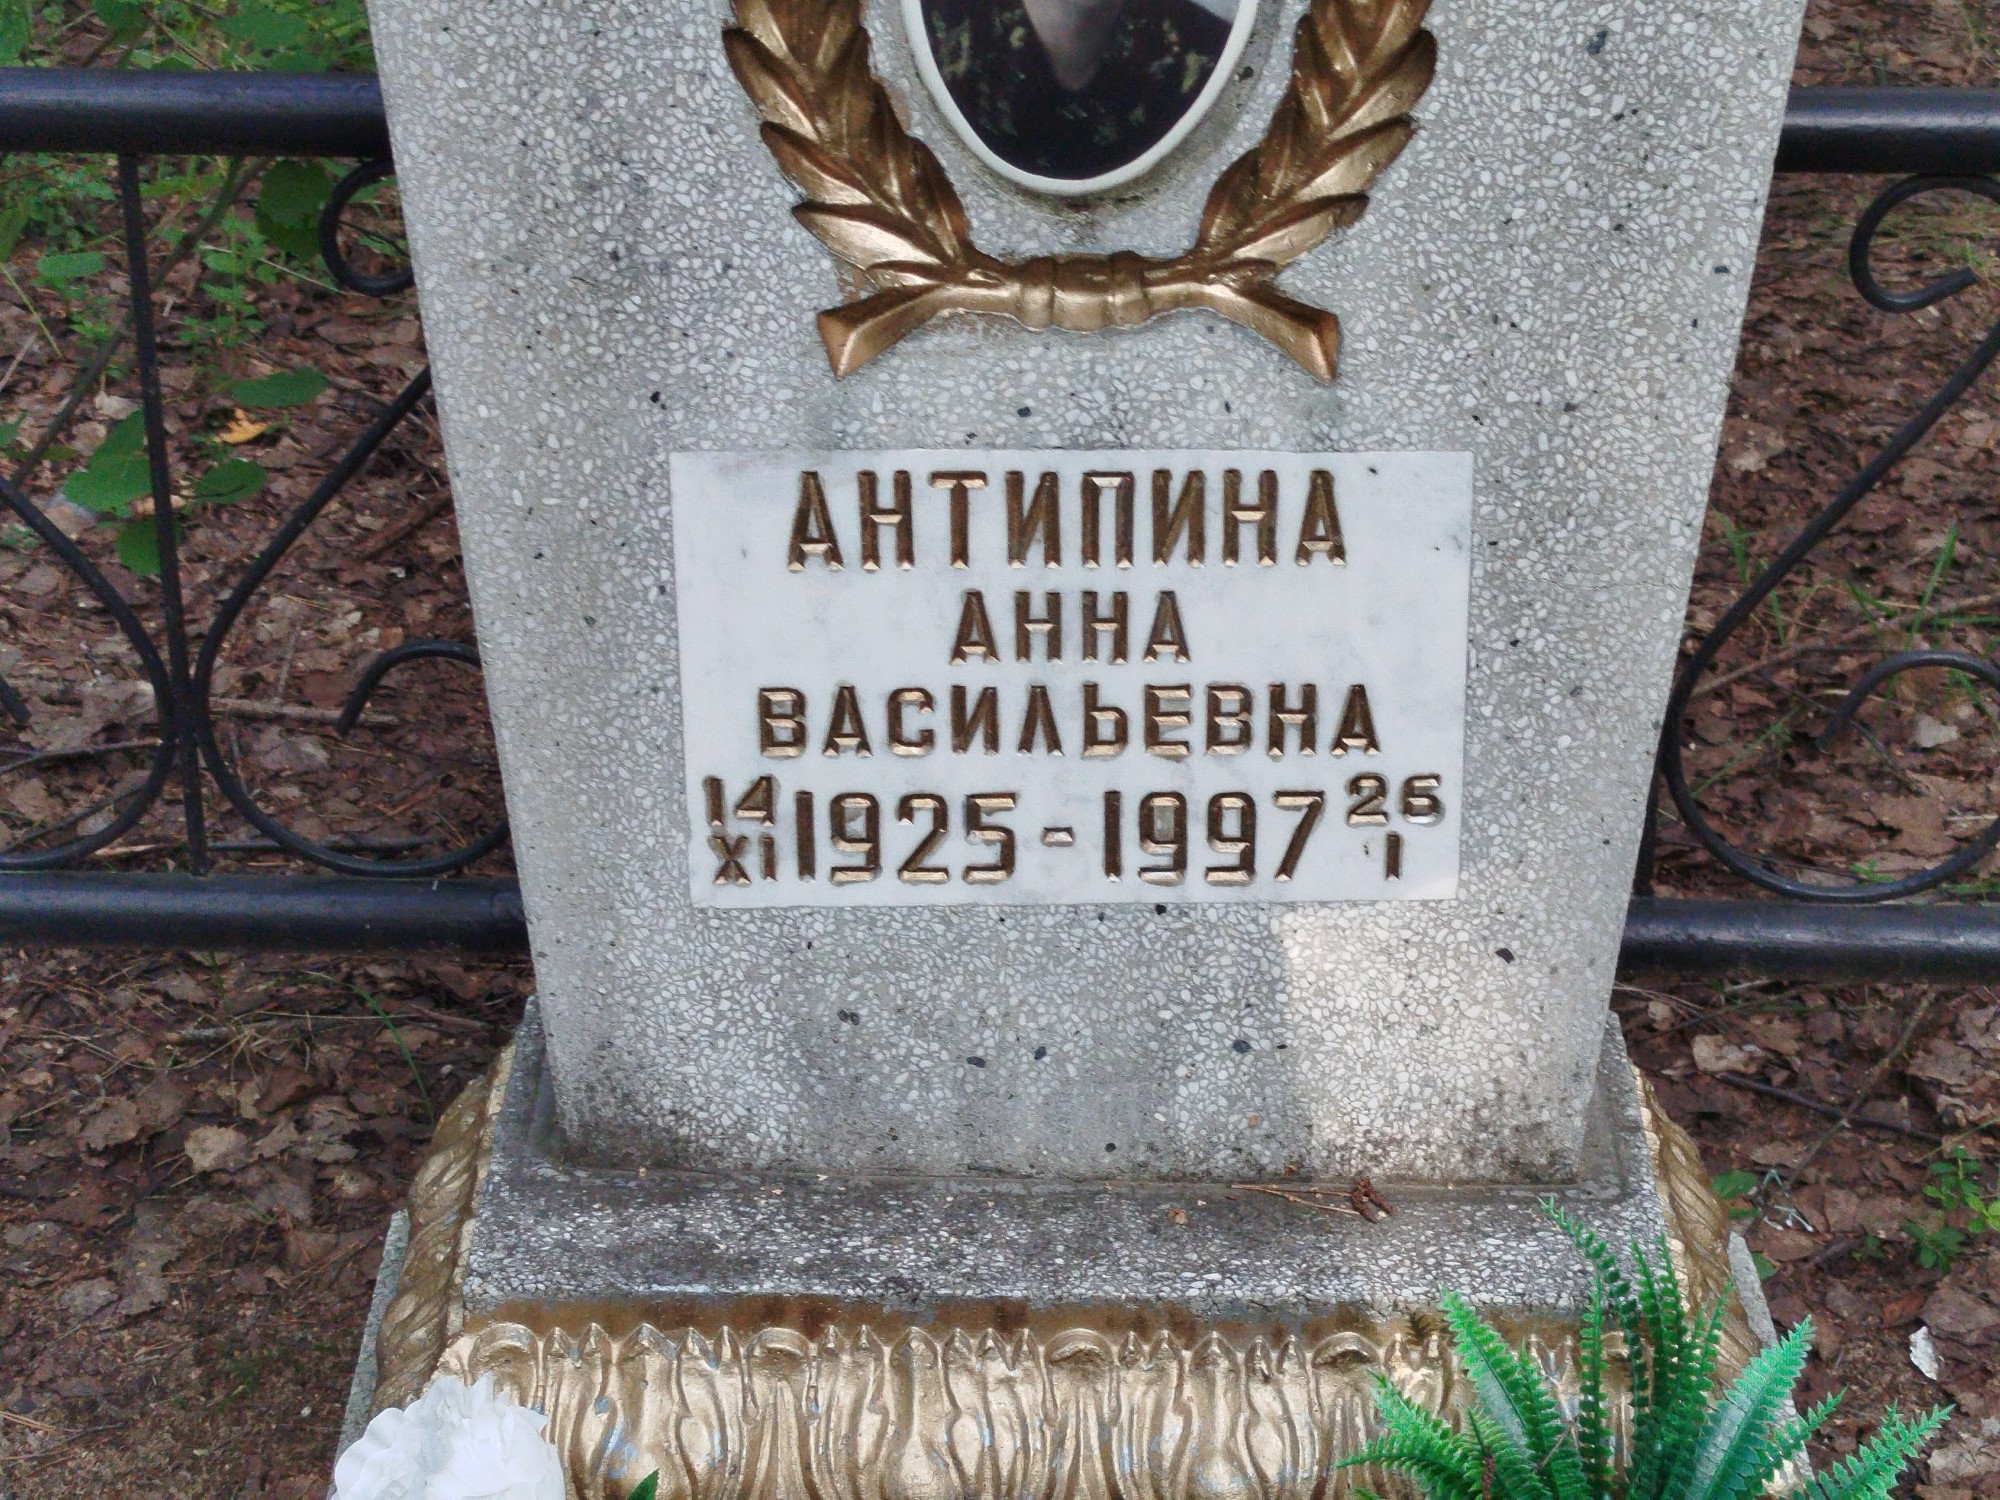 АНТИПИНА
АННА
ВАСИЛЬЕВНА
14 XI 1925 - 1997 26 I